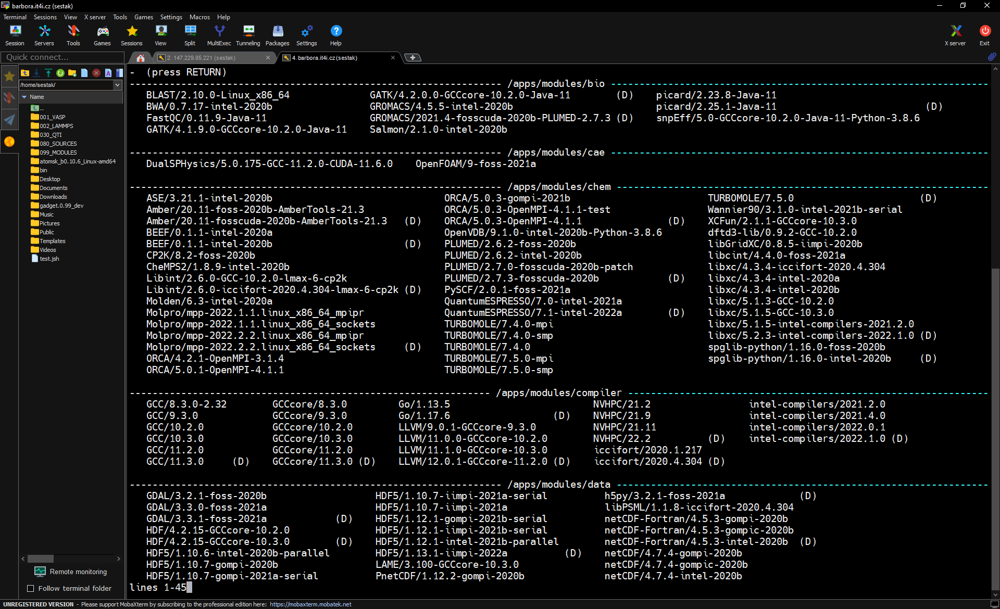 barbora.it4i.cz (sestak)
Terminal Sessions View X server Tools Games Settings Macros Help
Session Servers Tools Games Sessions View Split MultiExec Tunneling Packages Settings Help X server Exit
Quick connect... 2. 147.229.85.221 (sestak) 4. barbora.it4i.cz (sestak)
/home/sestak/
Name
..
001_VASP
002_LAMMPS
030_QTI
080_SOURCES
099_MODULES
atomsk_b0.10.6_Linux-amd64
bin
Desktop
Documents
Downloads
gadget.0.99_dev
Music
Pictures
Public
Templates
Videos
test.jsh
Remote monitoring
Follow terminal folder
- (press RETURN)
----------------------------------------------------------------- /apps/modules/bio ------------------------------------------------------------------
BLAST/2.10.0-Linux_x86_64 GATK/4.2.0.0-GCCcore-10.2.0-Java-11 (D) picard/2.23.8-Java-11
BWA/0.7.17-intel-2020b GROMACS/4.5.5-intel-2020b picard/2.25.1-Java-11 (D)
FastQC/0.11.9-Java-11 GROMACS/2021.4-fosscuda-2020b-PLUMED-2.7.3 (D) snpEff/5.0-GCCcore-10.2.0-Java-11-Python-3.8.6
GATK/4.1.9.0-GCCcore-10.2.0-Java-11 Salmon/2.1.0-intel-2020b
----------------------------------------------------------------- /apps/modules/cae ------------------------------------------------------------------
DualSPHysics/5.0.175-GCC-11.2.0-CUDA-11.6.0 OpenFOAM/9-foss-2021a
----------------------------------------------------------------- /apps/modules/chem -----------------------------------------------------------------
ASE/3.21.1-intel-2020b ORCA/5.0.3-gompi-2021b TURBOMOLE/7.5.0 (D)
Amber/20.11-foss-2020b-AmberTools-21.3 ORCA/5.0.3-OpenMPI-4.1.1-test Wannier90/3.1.0-intel-2021b-serial
Amber/20.11-fosscuda-2020b-AmberTools-21.3 (D) ORCA/5.0.3-OpenMPI-4.1.1 (D) XCFun/2.1.1-GCCcore-10.3.0
BEEF/0.1.1-intel-2020a OpenVDB/9.1.0-intel-2020b-Python-3.8.6 dftd3-lib/0.9.2-GCC-10.2.0
BEEF/0.1.1-intel-2020b (D) PLUMED/2.6.2-foss-2020b libGridXC/0.8.5-iimpi-2020b
CP2K/8.2-foss-2020b PLUMED/2.6.2-intel-2020b libcint/4.4.0-foss-2021a
CheMPS2/1.8.9-intel-2020b PLUMED/2.7.0-fosscuda-2020b-patch libxc/4.3.4-iccifort-2020.4.304
Libint/2.6.0-GCC-10.2.0-lmax-6-cp2k PLUMED/2.7.3-fosscuda-2020b (D) libxc/4.3.4-intel-2020a
Libint/2.6.0-iccifort-2020.4.304-lmax-6-cp2k (D) PySCF/2.0.1-foss-2021a libxc/4.3.4-intel-2020b
Molden/6.3-intel-2020a QuantumESPRESSO/7.0-intel-2021a libxc/5.1.3-GCC-10.2.0
Molpro/mpp-2022.1.1.linux_x86_64_mpipr QuantumESPRESSO/7.1-intel-2022a (D) libxc/5.1.5-GCC-10.3.0
Molpro/mpp-2022.1.1.linux_x86_64_sockets TURBOMOLE/7.4.0-mpi libxc/5.1.5-intel-compilers-2021.2.0
Molpro/mpp-2022.2.2.linux_x86_64_mpipr TURBOMOLE/7.4.0-smp libxc/5.2.3-intel-compilers-2022.1.0 (D)
Molpro/mpp-2022.2.2.linux_x86_64_sockets (D) TURBOMOLE/7.4.0 spglib-python/1.16.0-foss-2020b
ORCA/4.2.1-OpenMPI-3.1.4 TURBOMOLE/7.5.0-mpi spglib-python/1.16.0-intel-2020b (D)
ORCA/5.0.1-OpenMPI-4.1.1 TURBOMOLE/7.5.0-smp
--------------------------------------------------------------- /apps/modules/compiler ---------------------------------------------------------------
GCC/8.3.0-2.32 GCCcore/8.3.0 Go/1.13.5 NVHPC/21.2 intel-compilers/2021.2.0
GCC/9.3.0 GCCcore/9.3.0 Go/1.17.6 (D) NVHPC/21.9 intel-compilers/2021.4.0
GCC/10.2.0 GCCcore/10.2.0 LLVM/9.0.1-GCCcore-9.3.0 NVHPC/21.11 intel-compilers/2022.0.1
GCC/10.3.0 GCCcore/10.3.0 LLVM/11.0.0-GCCcore-10.2.0 NVHPC/22.2 (D) intel-compilers/2022.1.0 (D)
GCC/11.2.0 GCCcore/11.2.0 LLVM/11.1.0-GCCcore-10.3.0 iccifort/2020.1.217
GCC/11.3.0 (D) GCCcore/11.3.0 (D) LLVM/12.0.1-GCCcore-11.2.0 (D) iccifort/2020.4.304 (D)
----------------------------------------------------------------- /apps/modules/data -----------------------------------------------------------------
GDAL/3.2.1-foss-2020b HDF5/1.10.7-iimpi-2021a-serial h5py/3.2.1-foss-2021a (D)
GDAL/3.3.0-foss-2021a HDF5/1.10.7-iimpi-2021a libPSML/1.1.8-iccifort-2020.4.304
GDAL/3.3.1-foss-2021a (D) HDF5/1.12.1-gompi-2021b-serial netCDF-Fortran/4.5.3-gompi-2020b
HDF/4.2.15-GCCcore-10.2.0 HDF5/1.12.1-iimpi-2021b-serial netCDF-Fortran/4.5.3-gompic-2020b
HDF/4.2.15-GCCcore-10.3.0 (D) HDF5/1.12.1-intel-2021b-parallel netCDF-Fortran/4.5.3-intel-2020b (D)
HDF5/1.10.6-intel-2020b-parallel HDF5/1.13.1-iimpi-2022a (D) netCDF/4.7.4-gompi-2020b
HDF5/1.10.7-gompi-2020b LAME/3.100-GCCcore-10.3.0 netCDF/4.7.4-gompic-2020b
HDF5/1.10.7-gompi-2021a-serial PnetCDF/1.12.2-gompi-2020b netCDF/4.7.4-intel-2020b
lines 1-45
UNREGISTERED VERSION - Please support MobaXterm by subscribing to the professional edition here: https://mobaxterm.mobatek.net